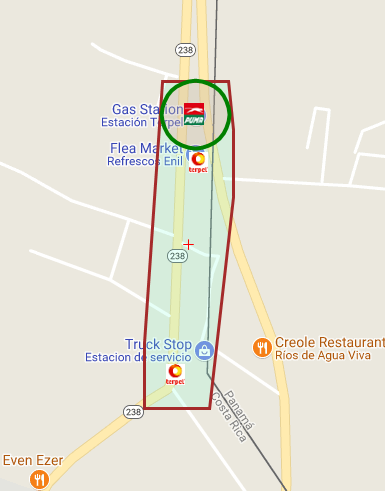 238
Gas Station
Estación Terpel
PUMA
Flea Market
Refrescos Enil
terpel
238
Truck Stop
Estacion de servicio
terpel
Creole Restaurant
Ríos de Agua Viva
Panamá
Costa Rica
238
Even Ezer